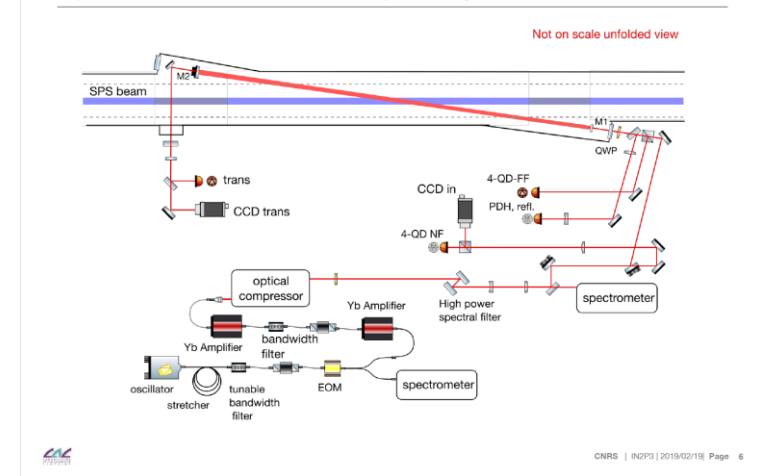 Not on scale unfolded view
M2
SPS beam
M1
QWP
trans
CCD trans
CCD in
4-QD-FF
PDH, refl.
4-QD NF
optical
compressor
High power
spectral filter
spectrometer
Yb Amplifier
Yb Amplifier
bandwidth
filter
oscillator
stretcher
tunable
bandwidth
filter
EOM
spectrometer
CNRS | IN2P3 | 2019/02/19| Page 6